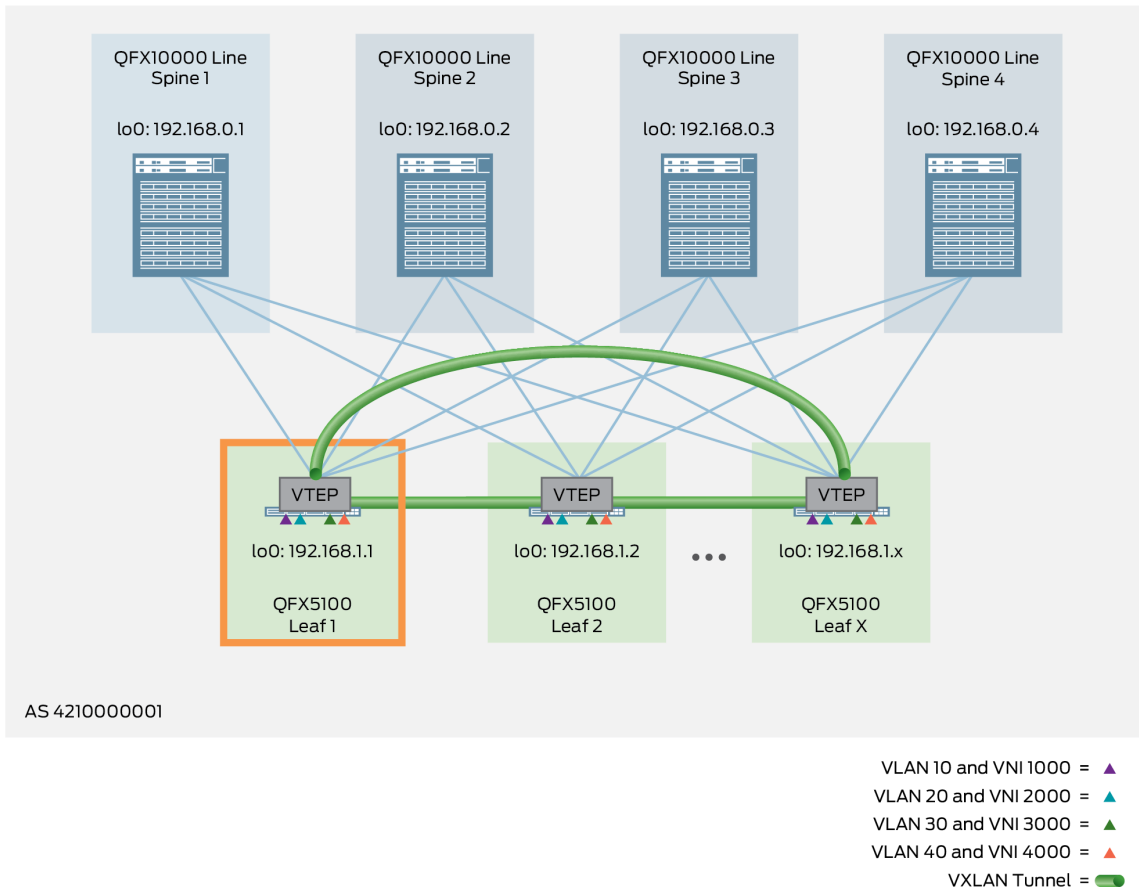 QFX10000 Line
Spine 1
lo0: 192.168.0.1
QFX10000 Line
Spine 2
lo0: 192.168.0.2
QFX10000 Line
Spine 3
lo0: 192.168.0.3
QFX10000 Line
Spine 4
lo0: 192.168.0.4
VTEP
lo0: 192.168.1.1
QFX5100
Leaf 1
VTEP
lo0: 192.168.1.2
QFX5100
Leaf 2
...
VTEP
lo0: 192.168.1.x
QFX5100
Leaf X
AS 4210000001
VLAN 10 and VNI 1000 =
VLAN 20 and VNI 2000 =
VLAN 30 and VNI 3000 =
VLAN 40 and VNI 4000 =
VXLAN Tunnel =